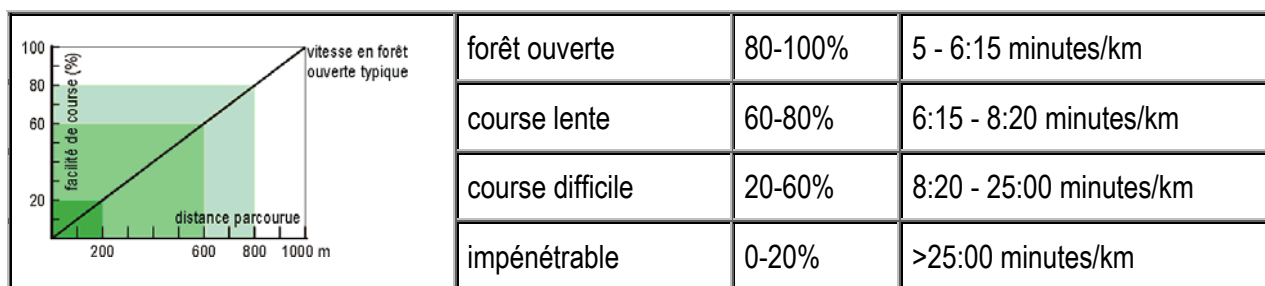 100
80
60
20
facilité de course (%)
vitesse en forêt
ouverte typique
distance parcourue
200 600 800 1000 m
forêt ouverte 80-100% 5 - 6:15 minutes/km
course lente 60-80% 6:15 - 8:20 minutes/km
course difficile 20-60% 8:20 - 25:00 minutes/km
impénétrable 0-20% >25:00 minutes/km